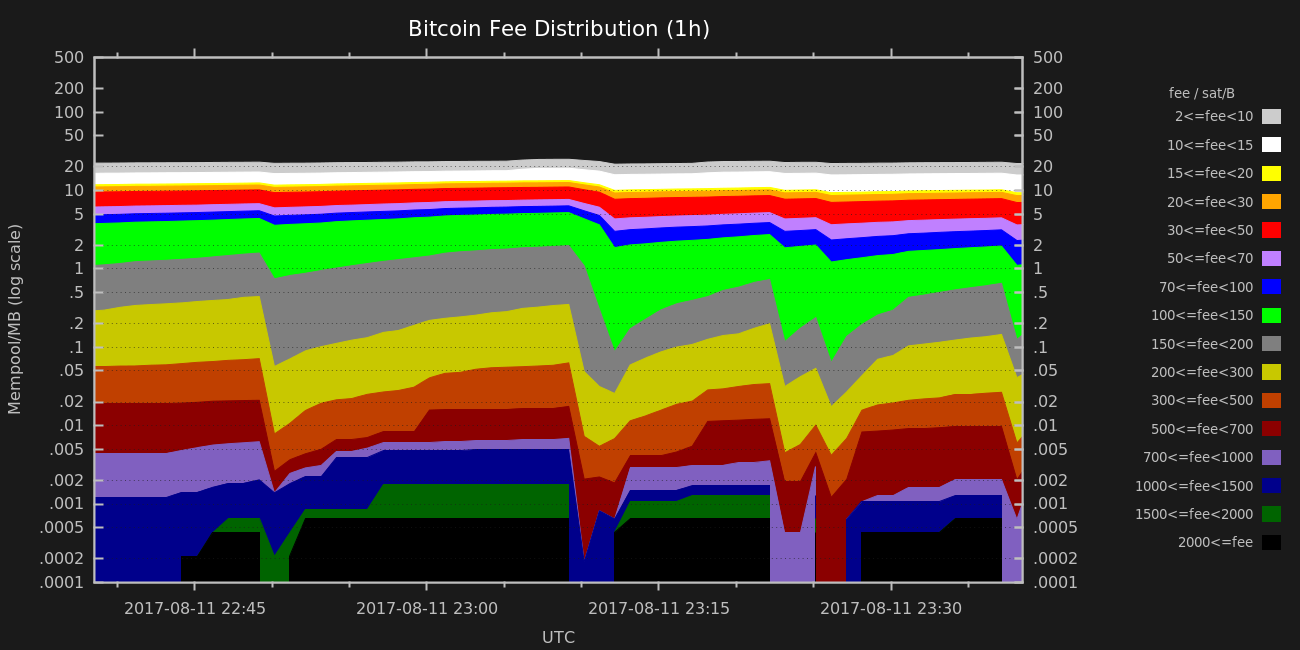 Bitcoin Fee Distribution (1h)
500 500
200 200
100 100
50 50
20 20
10 10
5 5
2 2
1 1
.5 .5
.2 .2
.1 .1
.05 .05
.02 .02
.01 .01
.005 .005
.002 .002
.001 .001
.0005 .0005
.0002 .0002
.0001 .0001
Mempool/MB (log scale)
2017-08-11 22:45 2017-08-11 23:00 2017-08-11 23:15 2017-08-11 23:30
UTC
fee / sat/B
2<=fee<10
10<=fee<15
15<=fee<20
20<=fee<30
30<=fee<50
50<=fee<70
70<=fee<100
100<=fee<150
150<=fee<200
200<=fee<300
300<=fee<500
500<=fee<700
700<=fee<1000
1000<=fee<1500
1500<=fee<2000
2000<=fee